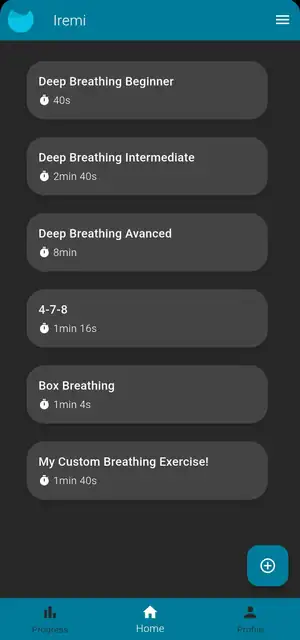 Iremi
Deep Breathing Beginner
40s
Deep Breathing Intermediate
2min 40s
Deep Breathing Avanced
8min
4-7-8
1min 16s
Box Breathing
1min 4s
My Custom Breathing Exercise!
1min 40s
Progress
Home
Profile